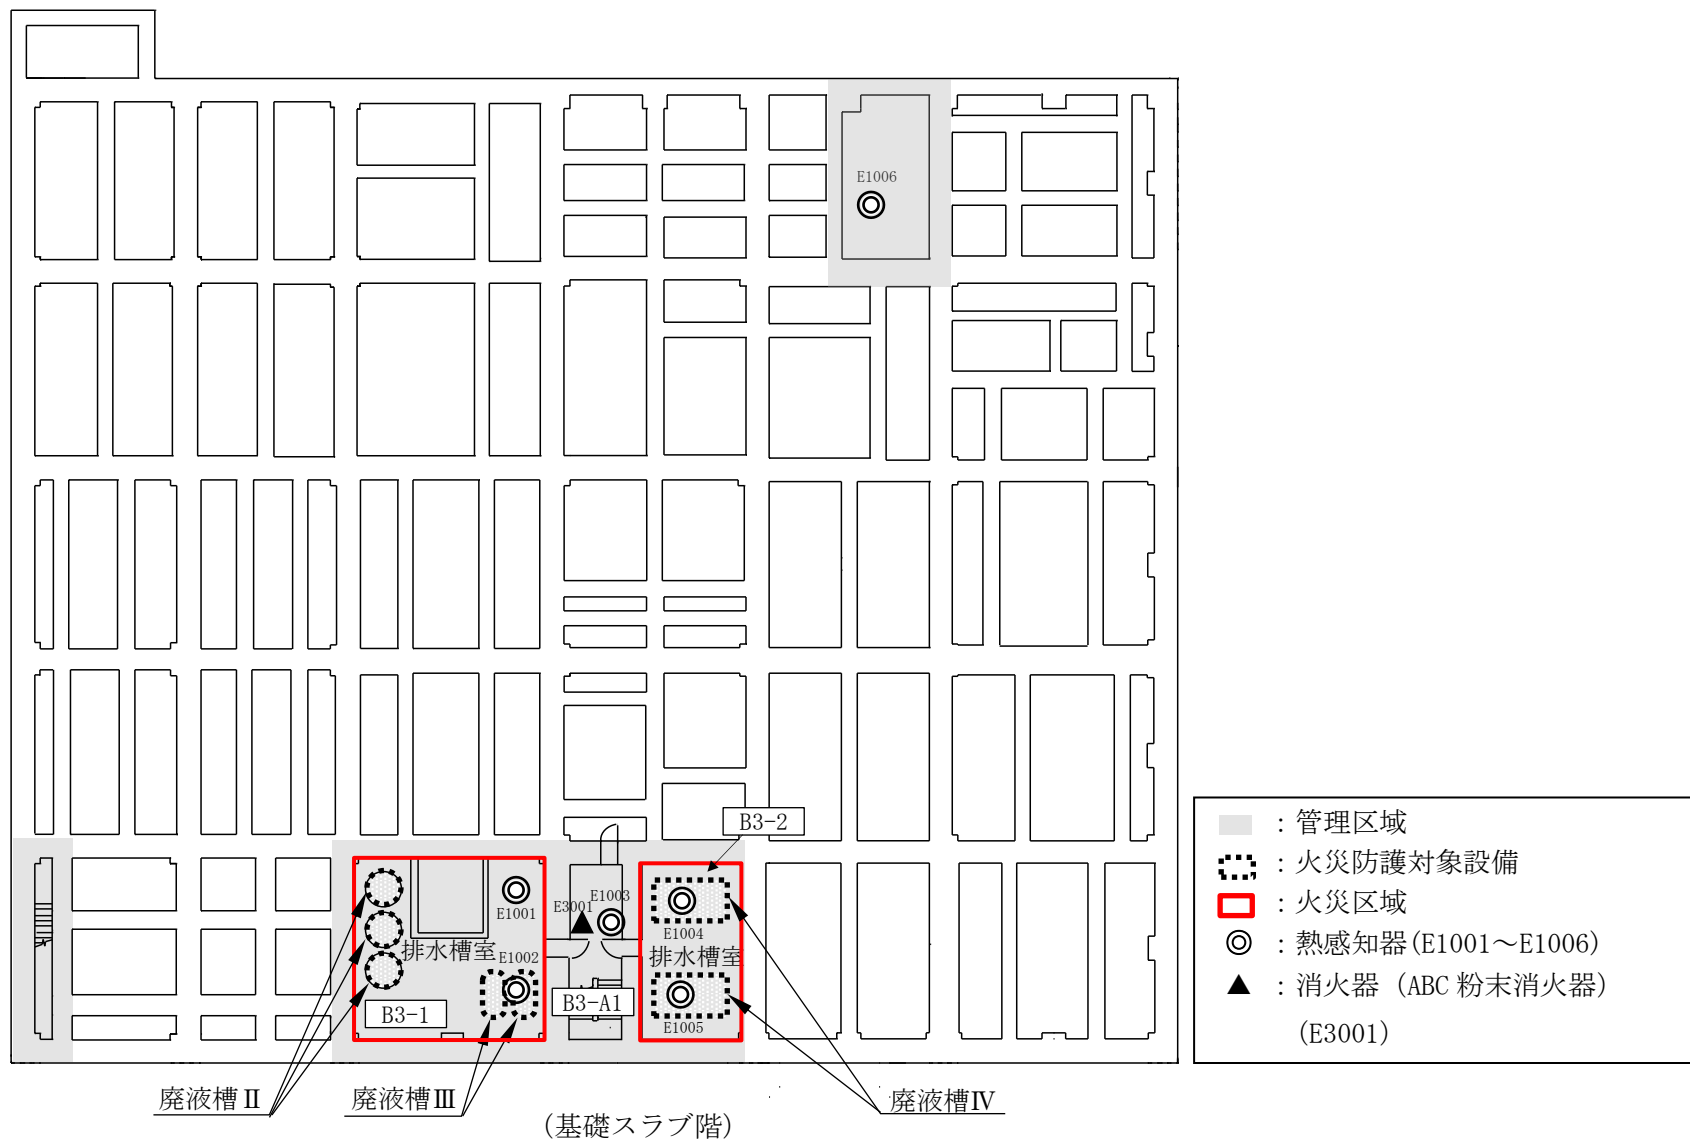 E1006
B3-2
E1003
E3001
E1001
E1004
排水槽室
E1002
排水槽室
B3-A1
B3-1
E1005
廃液槽Ⅱ
廃液槽Ⅲ
廃液槽Ⅳ
(基礎スラブ階)
：管理区域
：火災防護対象設備
：火災区域
：熱感知器(E1001～E1006)
：消火器（ABC 粉末消火器）
(E3001)